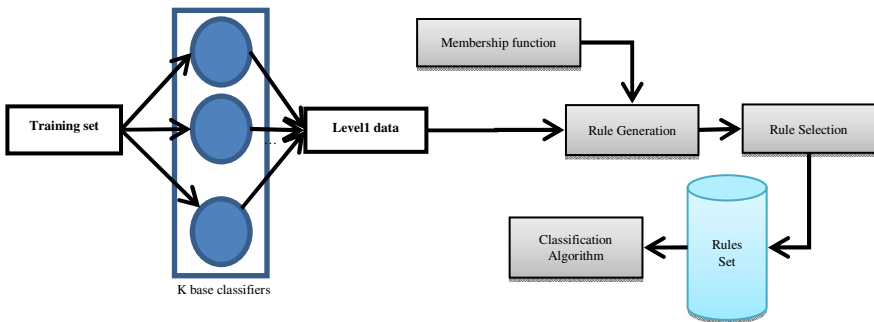 Membership function
Training set
Level1 data
...
Rule Generation
Rule Selection
Classification
Algorithm
Rules
Set
K base classifiers